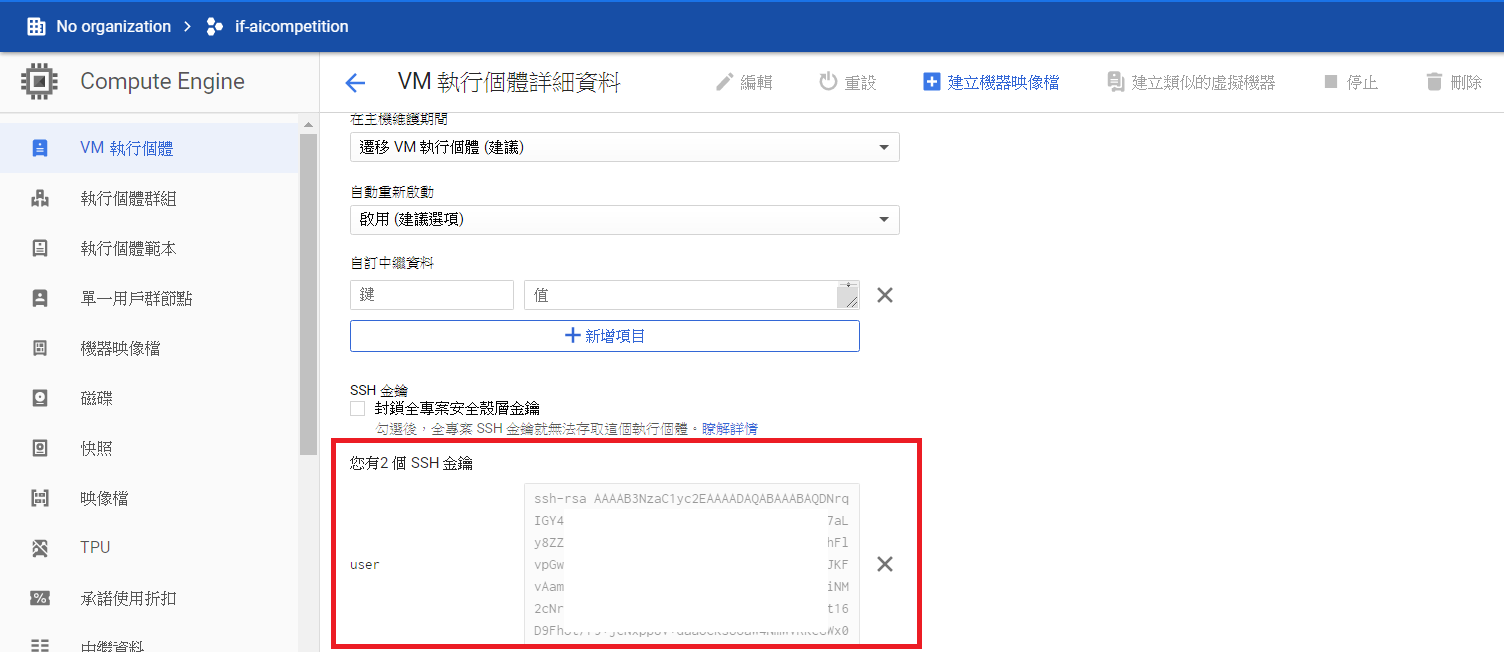 No organization > if-aicompetition
Compute Engine
VM 執行個體詳細資料
編輯
重設
建立機器映像檔
建立類似的虛擬機器
停止
刪除
VM 執行個體
執行個體群組
執行個體範本
單一用戶群節點
機器映像檔
磁碟
快照
映像檔
TPU
承諾使用折扣
中繼資料
在主機維護期間
遷移 VM 執行個體 (建議)
自動重新啟動
啟用 (建議選項)
自訂中繼資料
鍵
值
新增項目
SSH 金鑰
封鎖全專案安全殼層金鑰
勾選後，全專案 SSH 金鑰就無法存取這個執行個體。瞭解詳情
您有2 個 SSH 金鑰
user
ssh-rsa AAAAB3NzaC1yc2EAAAADAQABAAABAQDNrq
IGY4 7aL
y8ZZ hFl
vpGw JKF
vAam iNM
2cNr t16